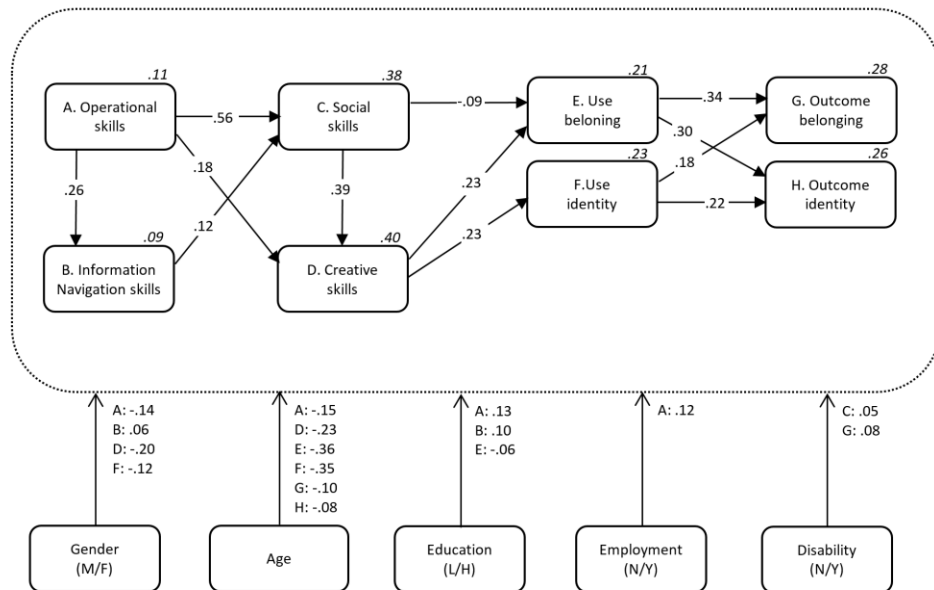 .11
A. Operational
skills
.38
C. Social
skills
.21
E. Use
beloning
.28
G. Outcome
belonging
.56
-.09
.34
.30
.18
.26
.18
.39
.23
.12
.23
.23
F.Use
identity
.22
.26
H. Outcome
identity
.09
B. Information
Navigation skills
.40
D. Creative
skills
A: -.14
B: .06
D: -.20
F: -.12
A: -.15
D: -.23
E: -.36
F: -.35
G: -.10
H: -.08
A: .13
B: .10
E: -.06
A: .12
C: .05
G: .08
Gender
(M/F)
Age
Education
(L/H)
Employment
(N/Y)
Disability
(N/Y)